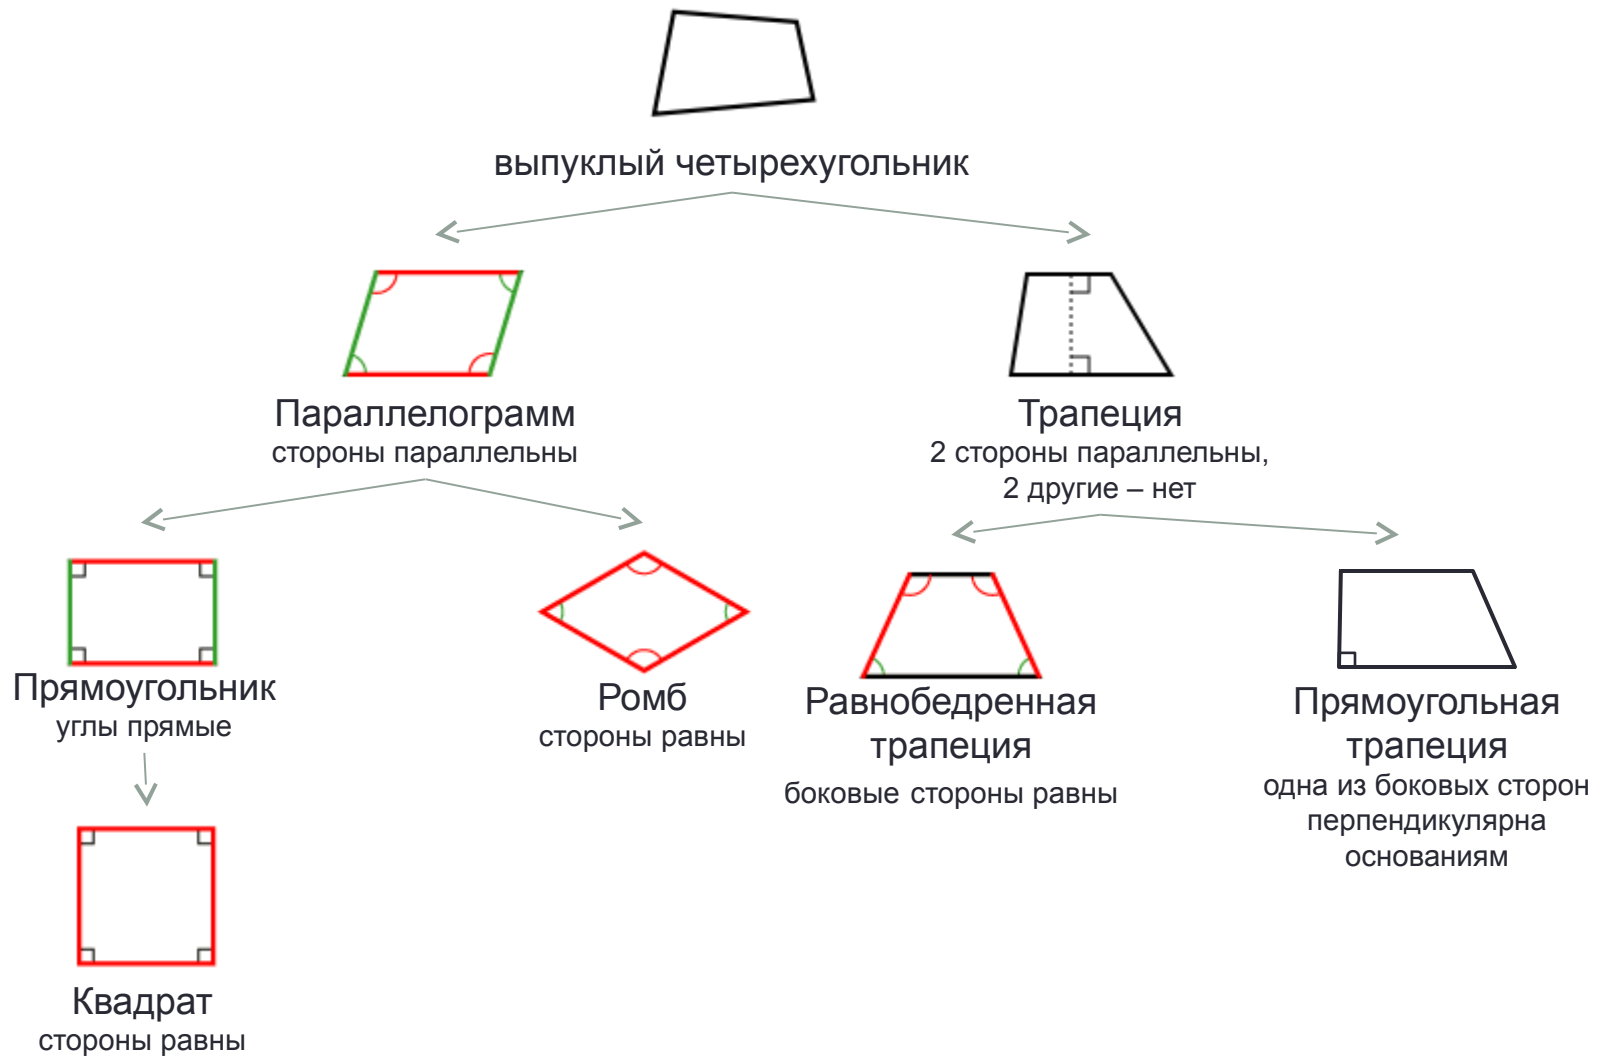 выпуклый четырехугольник
Параллелограмм
стороны параллельны
Трапеция
2 стороны параллельны,
2 другие – нет
Прямоугольник
углы прямые
Ромб
стороны равны
Равнобедренная
трапеция
боковые стороны равны
Прямоугольная
трапеция
одна из боковых сторон
перпендикулярна
основаниям
Квадрат
стороны равны